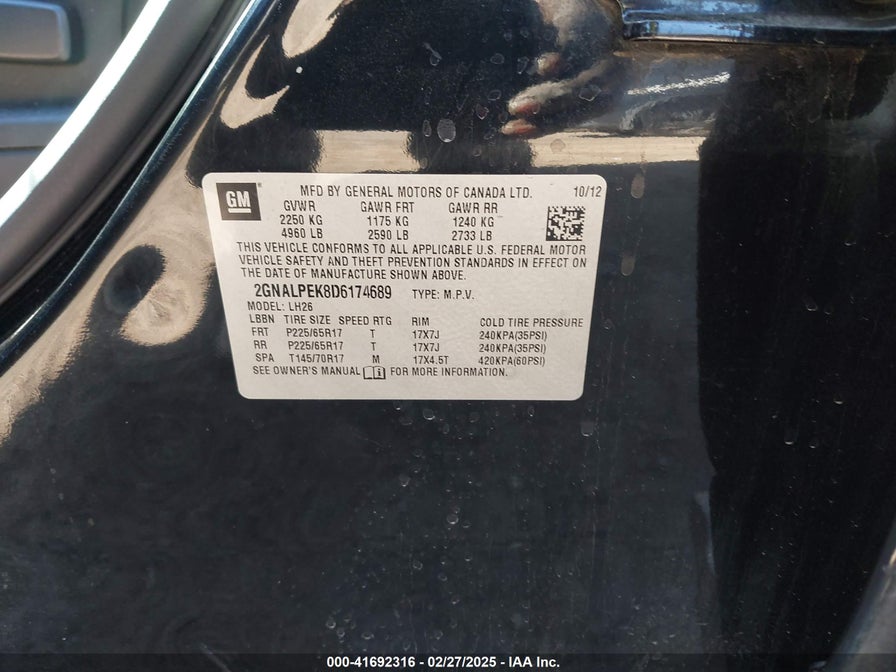 GM
MFD BY GENERAL MOTORS OF CANADA LTD. 10/12
GVWR GAWR FRT GAWR RR
2250 KG 1175 KG 1240 KG
4960 LB 2590 LB 2733 LB
THIS VEHICLE CONFORMS TO ALL APPLICABLE U.S. FEDERAL MOTOR
VEHICLE SAFETY AND THEFT PREVENTION STANDARDS IN EFFECT ON
THE DATE OF MANUFACTURE SHOWN ABOVE.
2GNALPEK8D6174689 TYPE: M.P.V.
MODEL: LH26
LBBN TIRE SIZE SPEED RTG RIM COLD TIRE PRESSURE
FRT P225/65R17 T 17X7J 240KPA(35PSI)
RR P225/65R17 T 17X7J 240KPA(35PSI)
SPA T145/70R17 M 17X4.5T 420KPA(60PSI)
SEE OWNER'S MANUAL FOR MORE INFORMATION.
000-41692316 - 02/27/2025 - IAA Inc.